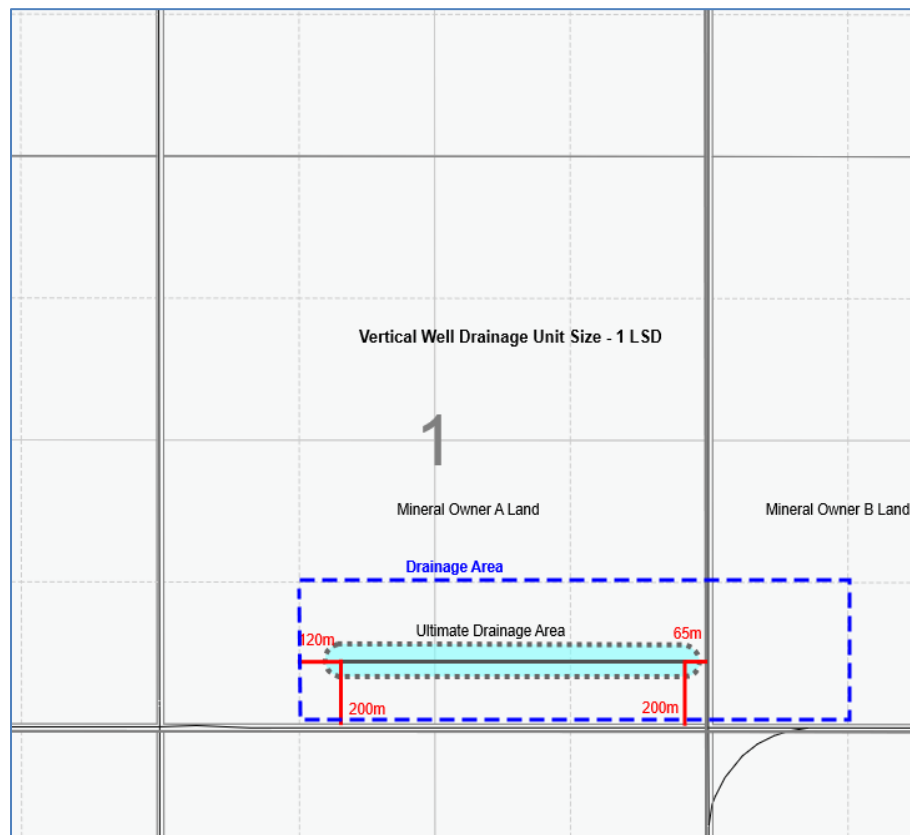 Vertical Well Drainage Unit Size - 1 LSD
1
Mineral Owner A Land
Mineral Owner B Land
Drainage Area
Ultimate Drainage Area
120m
65m
200m
200m